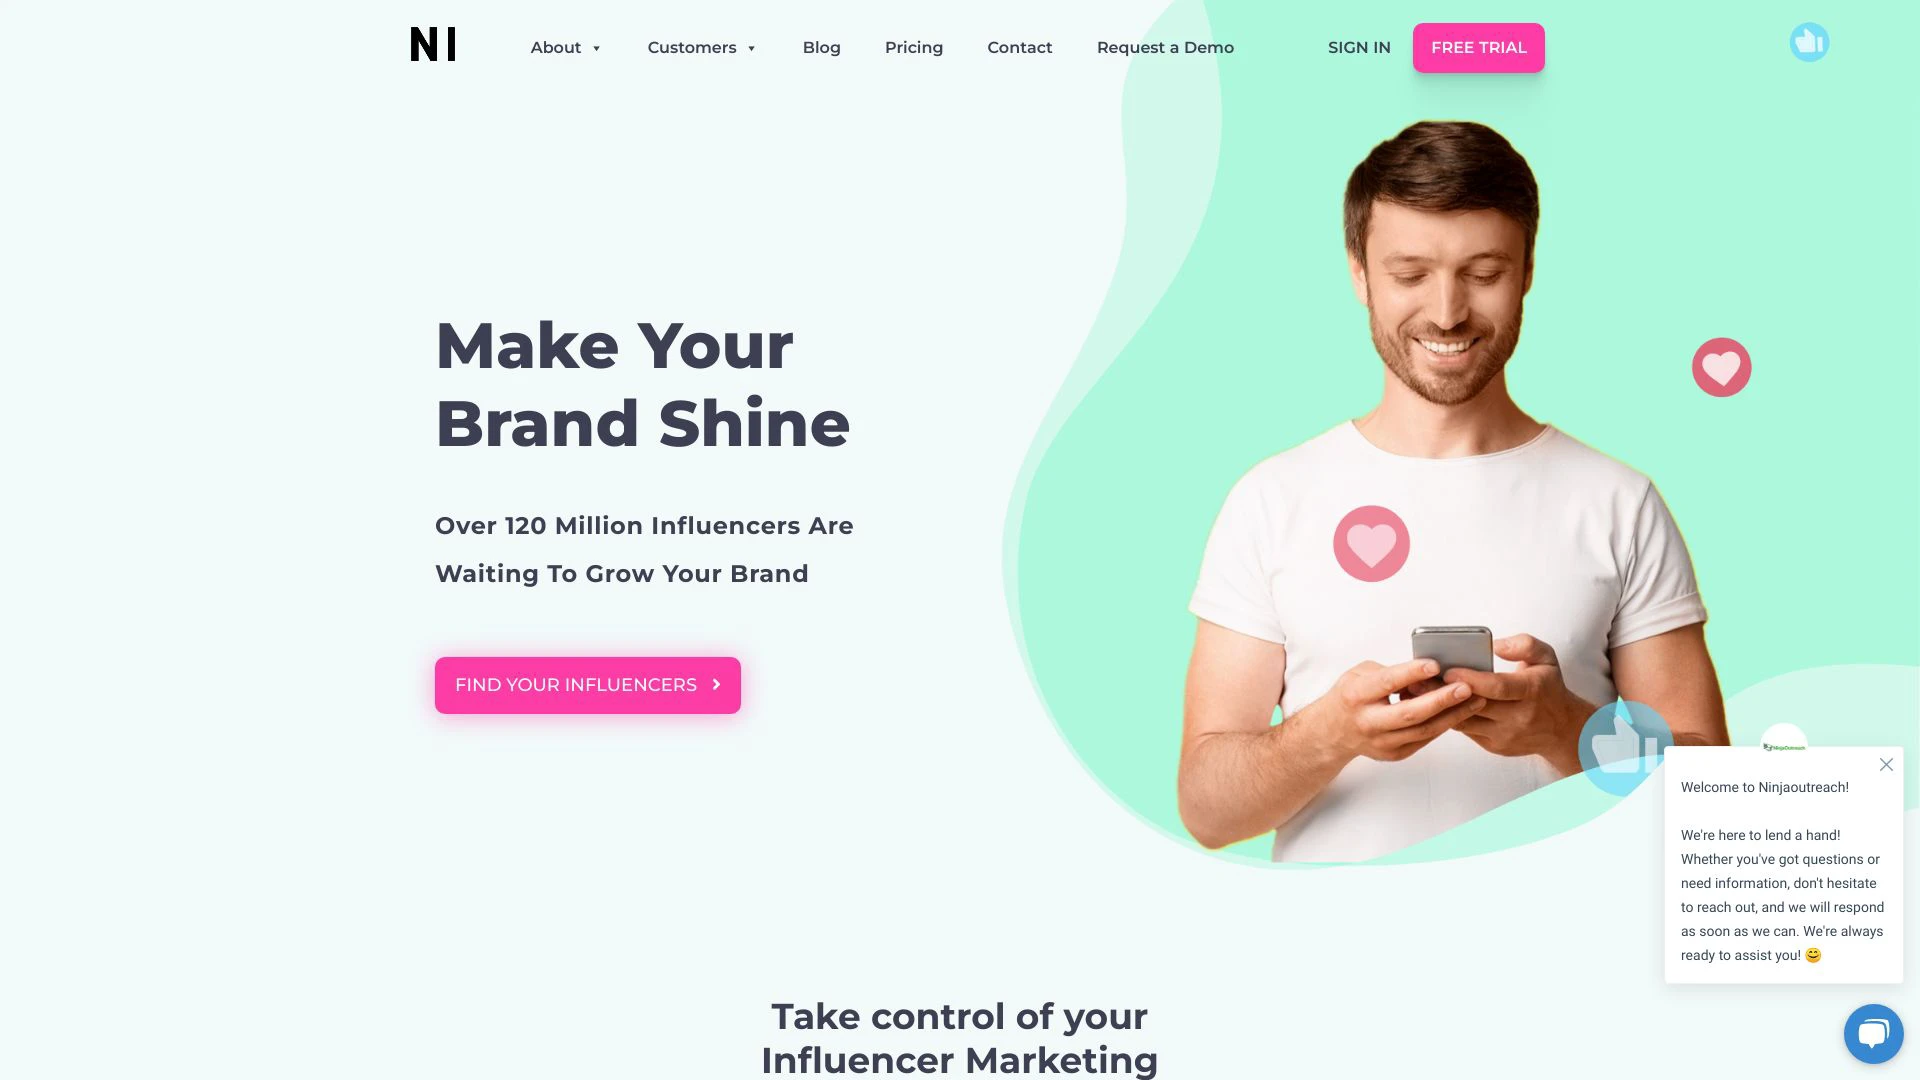 NI
About
Customers
Blog
Pricing
Contact
Request a Demo
SIGN IN
FREE TRIAL
Make Your
Brand Shine
Over 120 Million Influencers Are
Waiting To Grow Your Brand
FIND YOUR INFLUENCERS
NinjaOutreach
Welcome to Ninjaoutreach!
We're here to lend a hand!
Whether you've got questions or
need information, don't hesitate
to reach out, and we will respond
as soon as we can. We're always
ready to assist you! 😊
Take control of your
Influencer Marketing